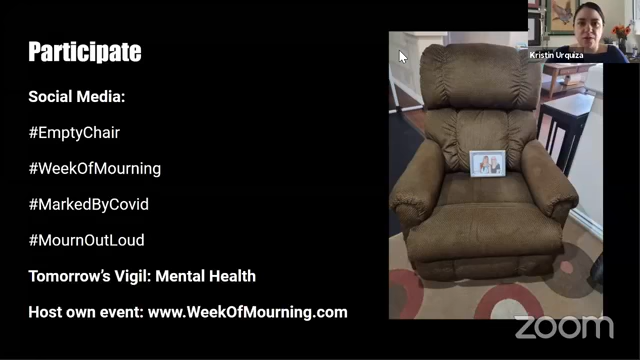 Participate
Kristin Urquiza
Social Media:
#EmptyChair
#WeekOfMourning
#MarkedByCovid
#MournOutLoud
Tomorrow's Vigil: Mental Health
Host own event: www.WeekOfMourning.com
zoom